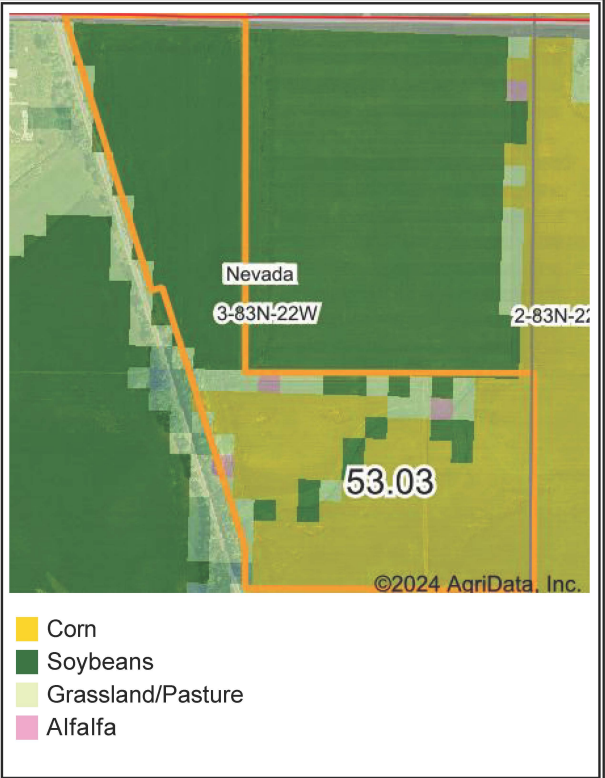 Nevada
3-83N-22W
2-83N-22
53.03
©2024 AgriData, Inc.
Corn
Soybeans
Grassland/Pasture
Alfalfa